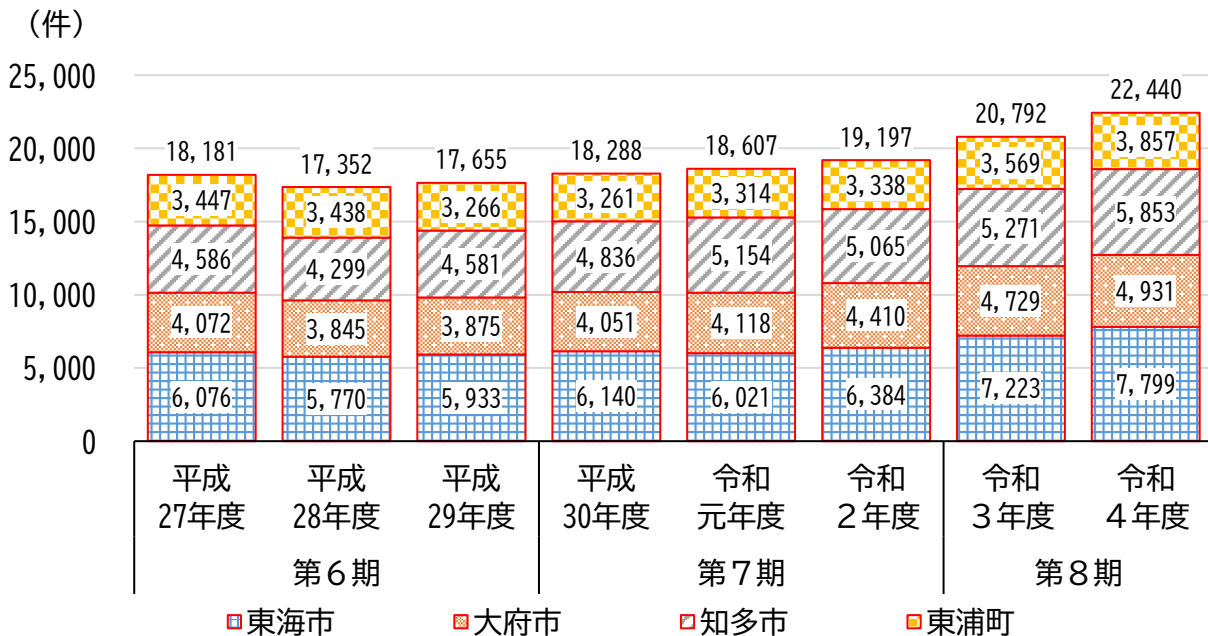 （件）
25,000
20,000
15,000
10,000
5,000
0
18,181
17,352
17,655
18,288
18,607
19,197
20,792
22,440
3,447
3,438
3,266
3,261
3,314
3,338
3,569
3,857
4,586
4,299
4,581
4,836
5,154
5,065
5,271
5,853
4,072
3,845
3,875
4,051
4,118
4,410
4,729
4,931
6,076
5,770
5,933
6,140
6,021
6,384
7,223
7,799
平成
27年度
平成
28年度
平成
29年度
平成
30年度
令和
元年度
令和
２年度
令和
３年度
令和
４年度
第６期
第７期
第８期
東海市
大府市
知多市
東浦町